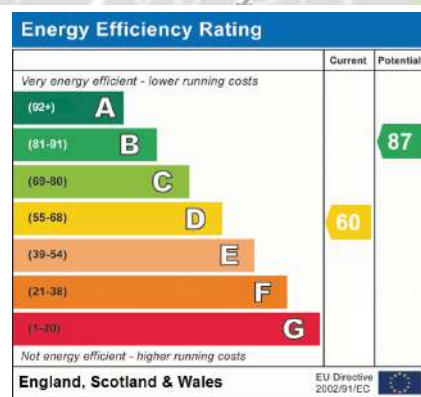 Energy Efficiency Rating
Current Potential
Very energy efficient - lower running costs
(92+) A
(81-91) B
87
(69-80) C
(55-68) D
60
(39-54) E
(21-38) F
(1-20) G
Not energy efficient - higher running costs
England, Scotland & Wales
EU Directive
2002/91/EC